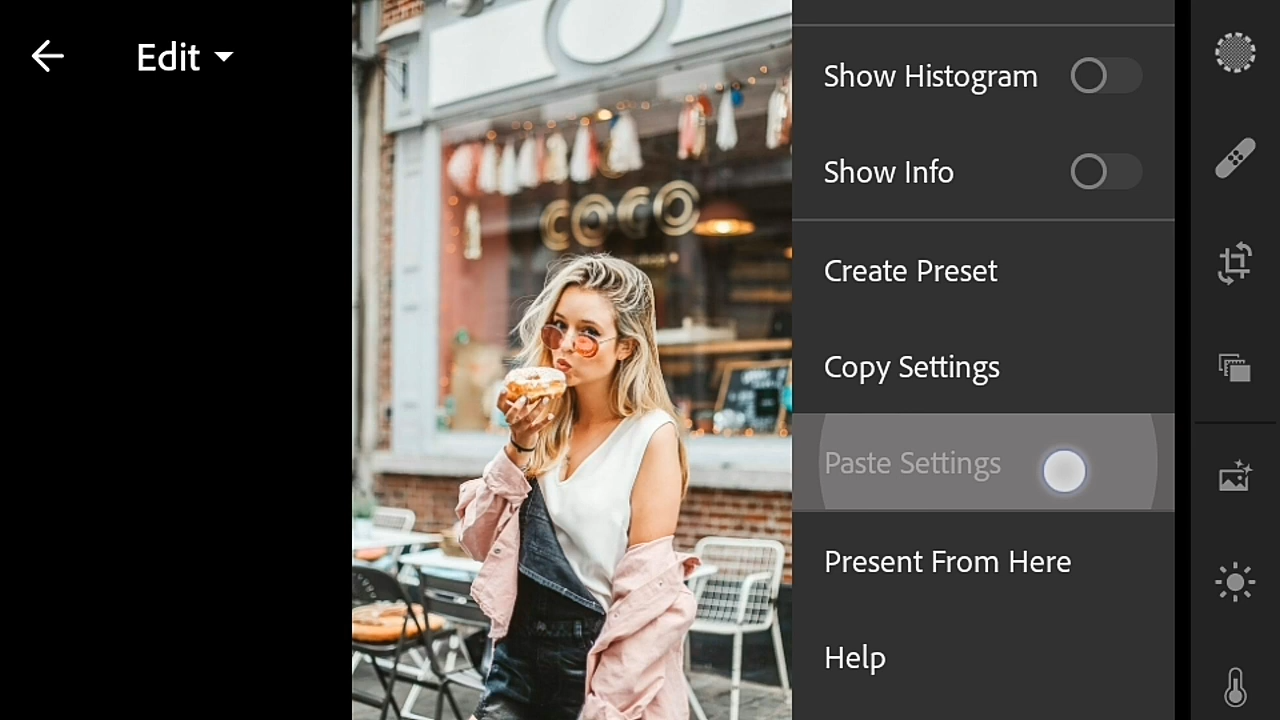 Edit
COCO
Show Histogram
Show Info
Create Preset
Copy Settings
Paste Settings
Present From Here
Help